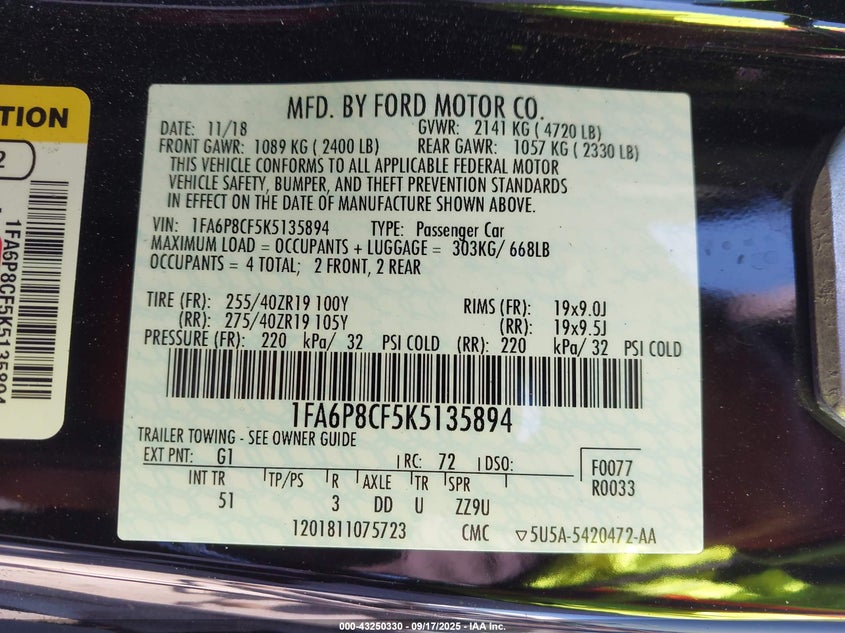 TION
2
1FA6P8CF5K5135894
MFD. BY FORD MOTOR CO.
DATE: 11/18 GVWR: 2141 KG ( 4720 LB)
FRONT GAWR: 1089 KG ( 2400 LB) REAR GAWR: 1057 KG ( 2330 LB)
THIS VEHICLE CONFORMS TO ALL APPLICABLE FEDERAL MOTOR
VEHICLE SAFETY, BUMPER, AND THEFT PREVENTION STANDARDS
IN EFFECT ON THE DATE OF MANUFACTURE SHOWN ABOVE.
VIN: 1FA6P8CF5K5135894 TYPE: Passenger Car
MAXIMUM LOAD = OCCUPANTS + LUGGAGE = 303KG/ 668LB
OCCUPANTS = 4 TOTAL; 2 FRONT, 2 REAR
TIRE (FR): 255/40ZR19 100Y RIMS (FR): 19x9.0J
(RR): 275/40ZR19 105Y (RR): 19x9.5J
PRESSURE (FR): 220 kPa/ 32 PSI COLD (RR): 220 kPa/ 32 PSI COLD
1FA6P8CF5K5135894
TRAILER TOWING - SEE OWNER GUIDE
EXT PNT: G1 RC: 72 DSO: F0077
INT TR TP/PS R AXLE TR SPR R0033
51 3 DD U ZZ9U
1201811075723 CMC ▽5U5A-5420472-AA
000-43250330 - 09/17/2025 - IAA Inc.